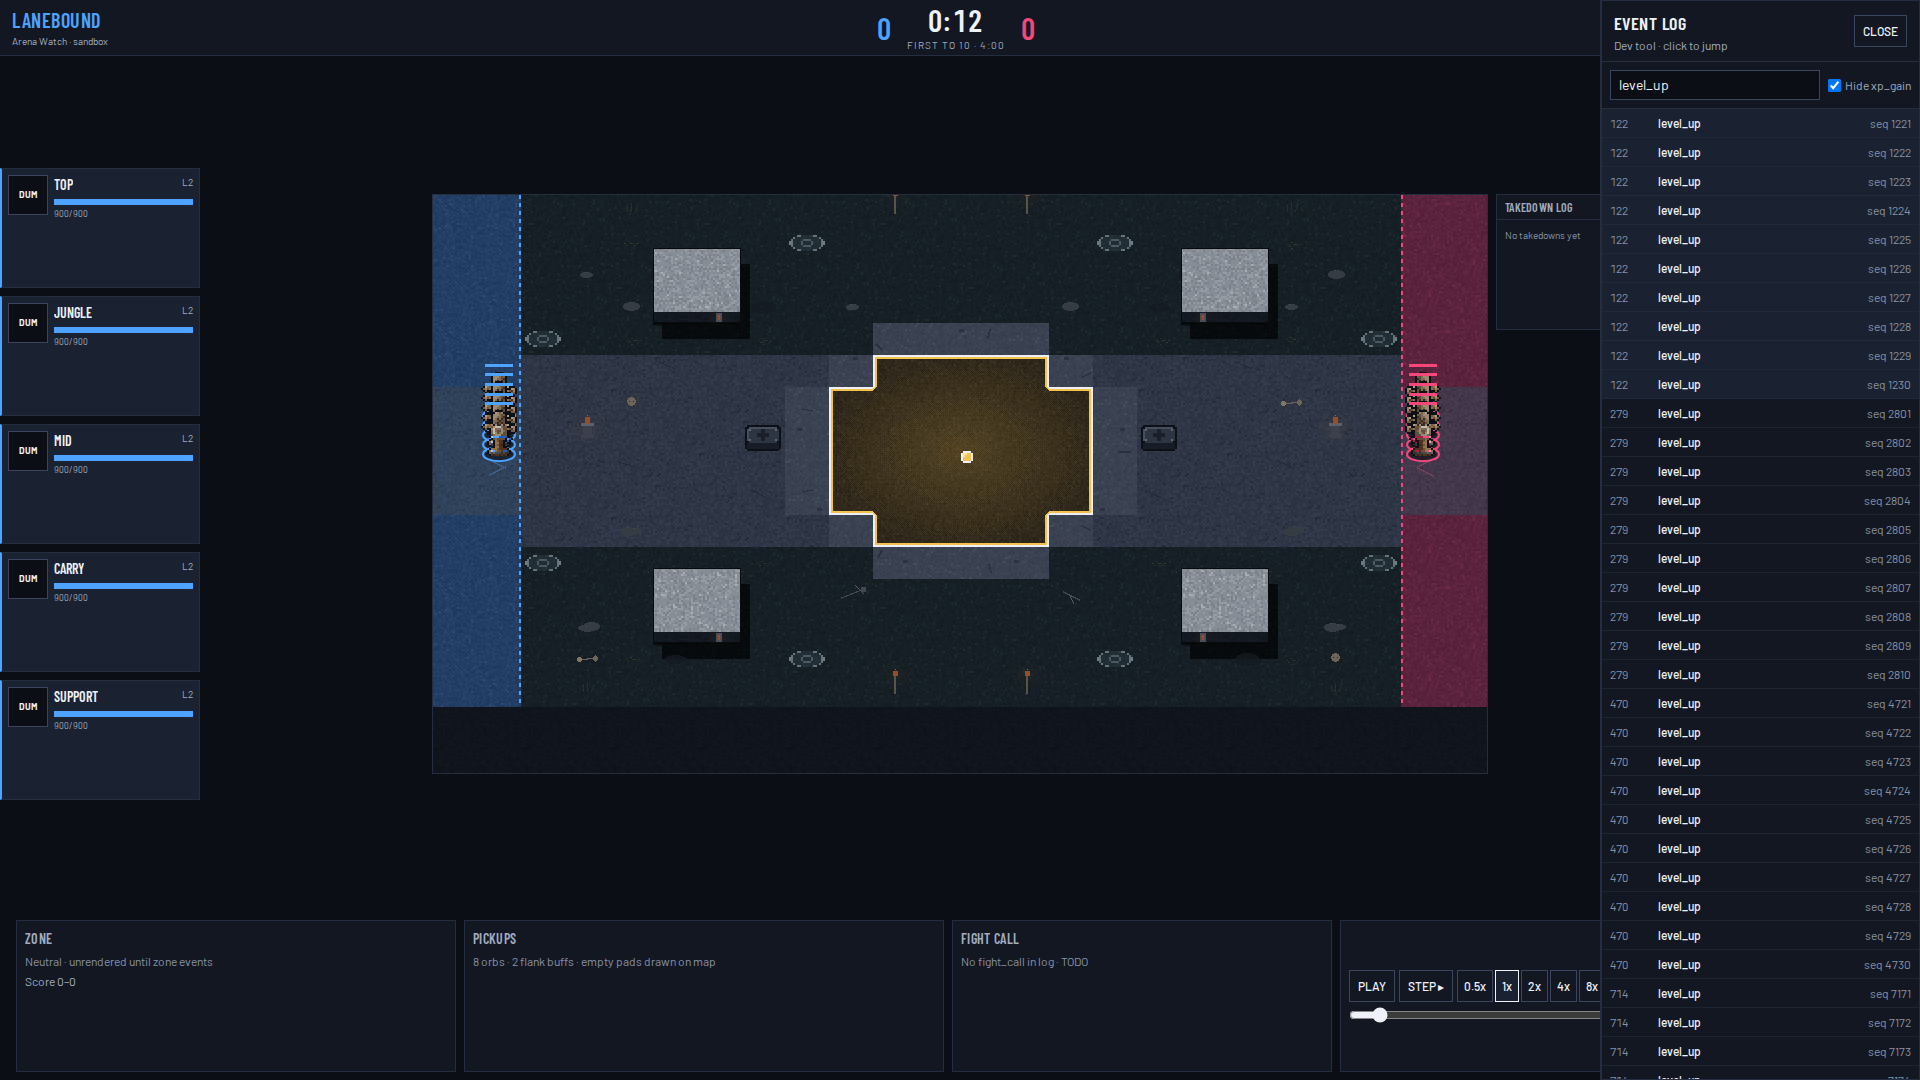 LANEBOUND
Arena Watch · sandbox
0
0:12
0
FIRST TO 10 · 4:00
EVENT LOG
Dev tool · click to jump
CLOSE
level_up
Hide xp_gain
122 level_up seq 1221
122 level_up seq 1222
122 level_up seq 1223
122 level_up seq 1224
122 level_up seq 1225
122 level_up seq 1226
122 level_up seq 1227
122 level_up seq 1228
122 level_up seq 1229
122 level_up seq 1230
279 level_up seq 2801
279 level_up seq 2802
279 level_up seq 2803
279 level_up seq 2804
279 level_up seq 2805
279 level_up seq 2806
279 level_up seq 2807
279 level_up seq 2808
279 level_up seq 2809
279 level_up seq 2810
470 level_up seq 4721
470 level_up seq 4722
470 level_up seq 4723
470 level_up seq 4724
470 level_up seq 4725
470 level_up seq 4726
470 level_up seq 4727
470 level_up seq 4728
470 level_up seq 4729
470 level_up seq 4730
714 level_up seq 7171
714 level_up seq 7172
714 level_up seq 7173
DUM TOP L2
900/900
DUM JUNGLE L2
900/900
DUM MID L2
900/900
DUM CARRY L2
900/900
DUM SUPPORT L2
900/900
TAKEDOWN LOG
No takedowns yet
ZONE
Neutral · unrendered until zone events
Score 0–0
PICKUPS
8 orbs · 2 flank buffs · empty pads drawn on map
FIGHT CALL
No fight_call in log · TODO
PLAY STEP▸ 0.5x 1x 2x 4x 8x